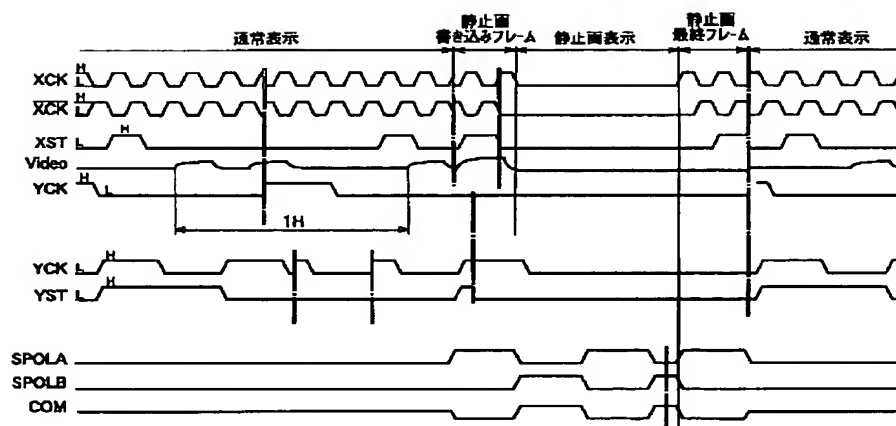 通常表示
静止画
書き込みフレーム
静止画表示
静止画
最終フレーム
通常表示
XCK H L
XCK H L
XST H L
Video
YCK H L
1H
YCK H L
YST H L
SPOLA
SPOLB
COM